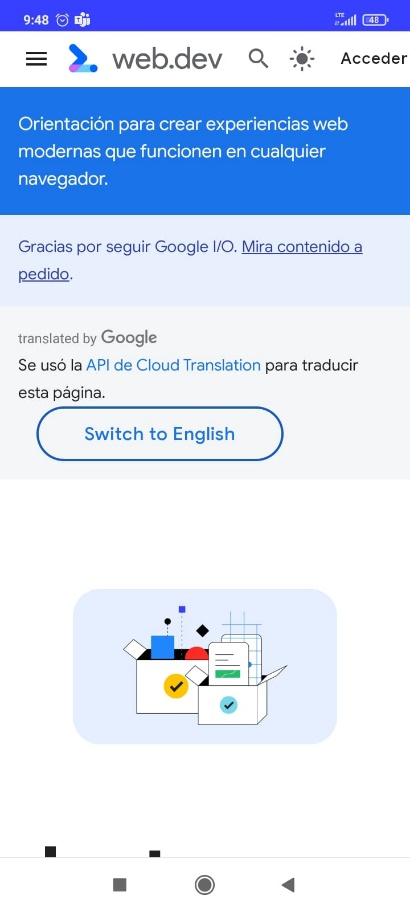 9:48
LTE
48
web.dev
Acceder
Orientación para crear experiencias web
modernas que funcionen en cualquier
navegador.
Gracias por seguir Google I/O. Mira contenido a
pedido.
translated by Google
Se usó la API de Cloud Translation para traducir
esta página.
Switch to English